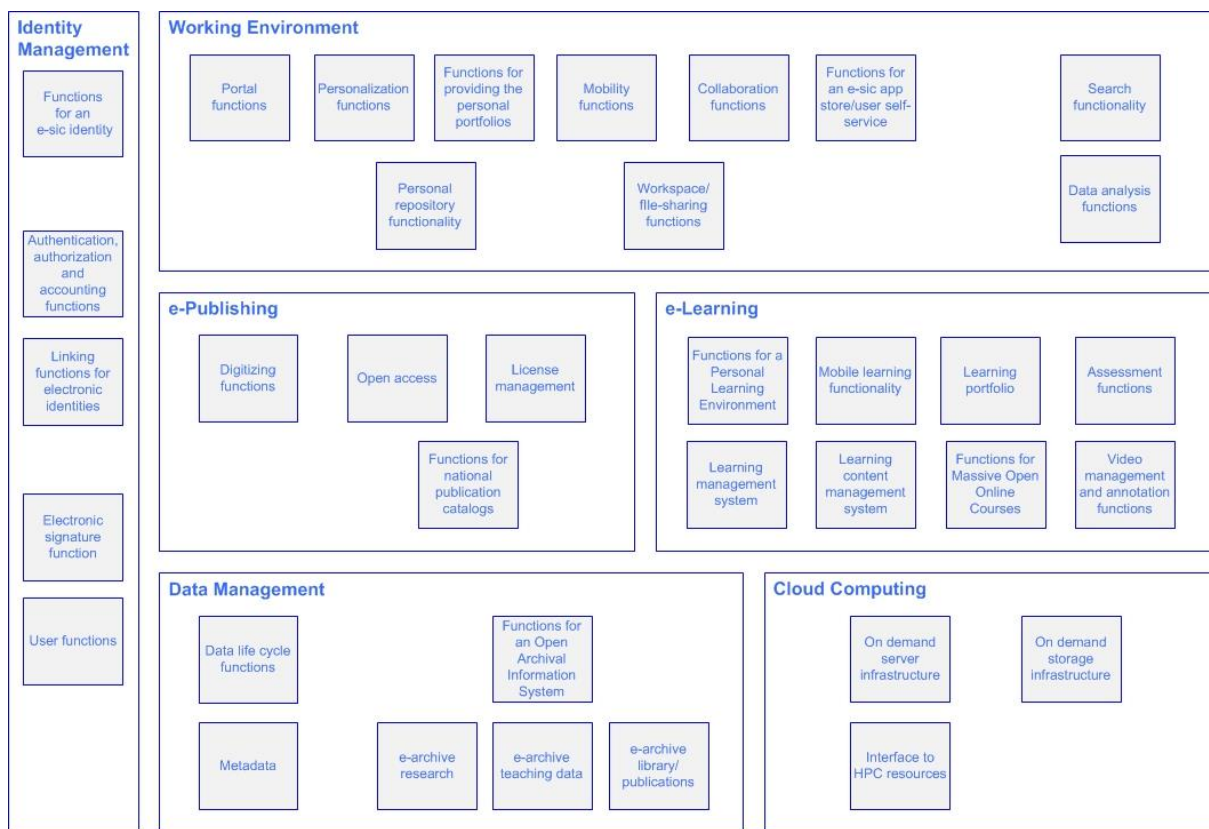 Identity
Management
Functions
for an
e-sic identity
Authentication,
authorization
and
accounting
functions
Linking
functions for
electronic
identities
Electronic
signature
function
User functions
Working Environment
Portal
functions
Personalization
functions
Functions for
providing the
personal
portfolios
Mobility
functions
Collaboration
functions
Functions for
an e-sic app
store/user self-
service
Search
functionality
Personal
repository
functionality
Workspace/
file-sharing
functions
Data analysis
functions
e-Publishing
Digitizing
functions
Open access
License
management
Functions for
national
publication
catalogs
e-Learning
Functions for a
Personal
Learning
Environment
Mobile learning
functionality
Learning
portfolio
Assessment
functions
Learning
management
system
Learning
content
management
system
Functions for
Massive Open
Online
Courses
Video
management
and annotation
functions
Data Management
Data life cycle
functions
Functions for
an Open
Archival
Information
System
Metadata
e-archive
research
e-archive
teaching data
e-archive
library/
publications
Cloud Computing
On demand
server
infrastructure
On demand
storage
infrastructure
Interface to
HPC resources